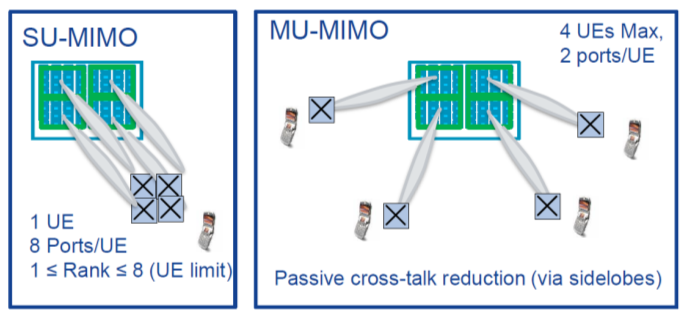 SU-MIMO
1 UE
8 Ports/UE
1 ≤ Rank ≤ 8 (UE limit)
MU-MIMO
4 UEs Max,
2 ports/UE
Passive cross-talk reduction (via sidelobes)